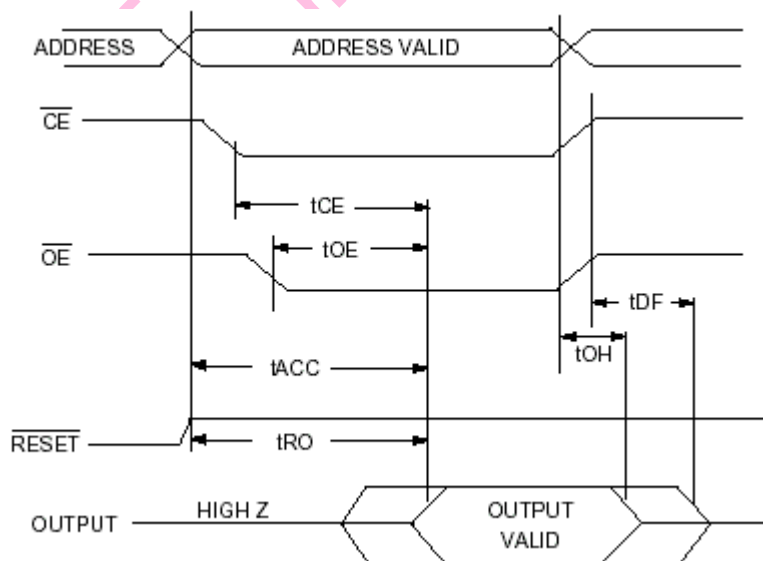 ADDRESS
ADDRESS VALID
CE
tCE
tOE
OE
tDF
tOH
tACC
RESET
tRO
HIGH Z
OUTPUT
OUTPUT
VALID